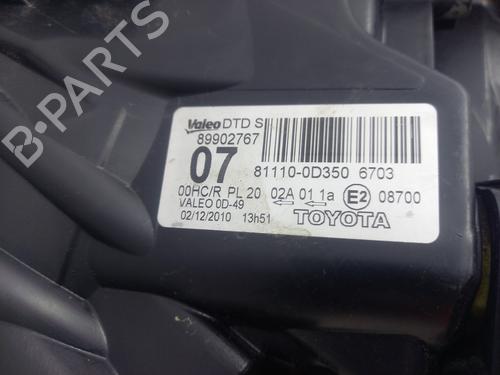 Valeo DTD S
89902767
07 81110-0D350 6703
00HC/R PL 20 02A 01 1a E2 08700
VALEO 0D-49
02/12/2010 13h51 TOYOTA
B-PARTS